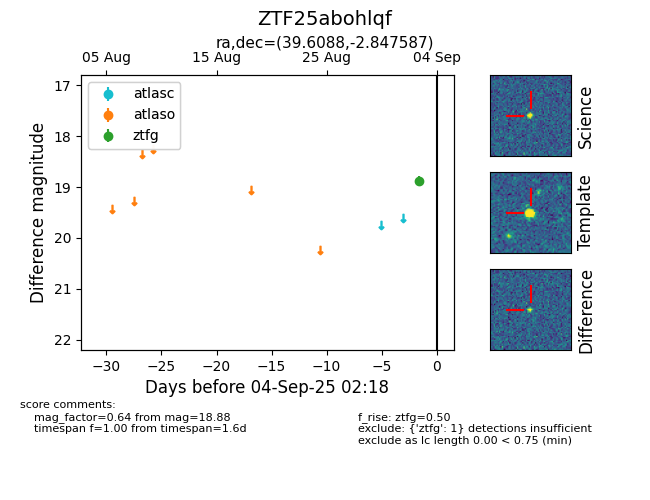 ZTF25abohlqf
ra,dec=(39.6088,-2.847587)
05 Aug 15 Aug 25 Aug 04 Sep
atlasc
atlaso
ztfg
17
18
19
20
21
22
Difference magnitude
−30 −25 −20 −15 −10 −5 0
Days before 04-Sep-25 02:18
Science
Template
Difference
score comments:
mag_factor=0.64 from mag=18.88
timespan f=1.00 from timespan=1.6d
f_rise: ztfg=0.50
exclude: {'ztfg': 1} detections insufficient
exclude as lc length 0.00 < 0.75 (min)